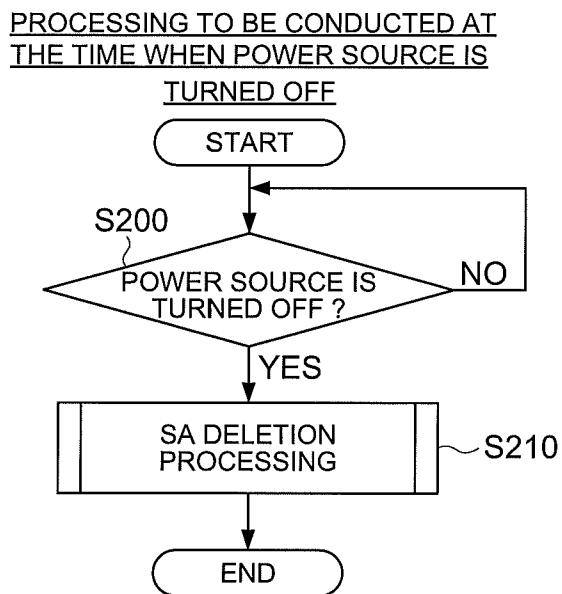 PROCESSING TO BE CONDUCTED AT
THE TIME WHEN POWER SOURCE IS
TURNED OFF
START
S200
POWER SOURCE IS
TURNED OFF ?
NO
YES
SA DELETION
PROCESSING
S210
END